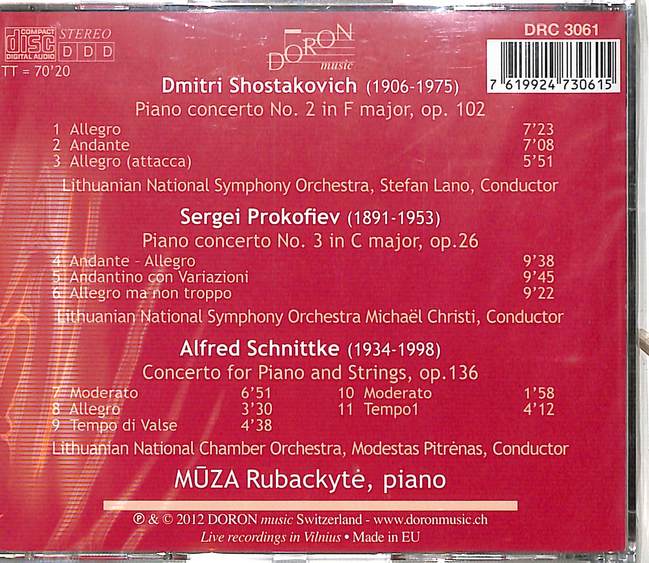 COMPACT
disc
DIGITAL AUDIO
STEREO
DDD
TT = 70'20
DORON
music
DRC 3061
7 619924 730615
Dmitri Shostakovich (1906-1975)
Piano concerto No. 2 in F major, op. 102
1 Allegro 7'23
2 Andante 7'08
3 Allegro (attacca) 5'51
Lithuanian National Symphony Orchestra, Stefan Lano, Conductor
Sergei Prokofiev (1891-1953)
Piano concerto No. 3 in C major, op.26
4 Andante – Allegro 9'38
5 Andantino con Variazioni 9'45
6 Allegro ma non troppo 9'22
Lithuanian National Symphony Orchestra Michaël Christi, Conductor
Alfred Schnittke (1934-1998)
Concerto for Piano and Strings, op.136
7 Moderato 6'51 10 Moderato 1'58
8 Allegro 3'30 11 Tempo1 4'12
9 Tempo di Valse 4'38
Lithuanian National Chamber Orchestra, Modestas Pitrėnas, Conductor
MŪZA Rubackytė, piano
℗ & © 2012 DORON music Switzerland - www.doronmusic.ch
Live recordings in Vilnius • Made in EU